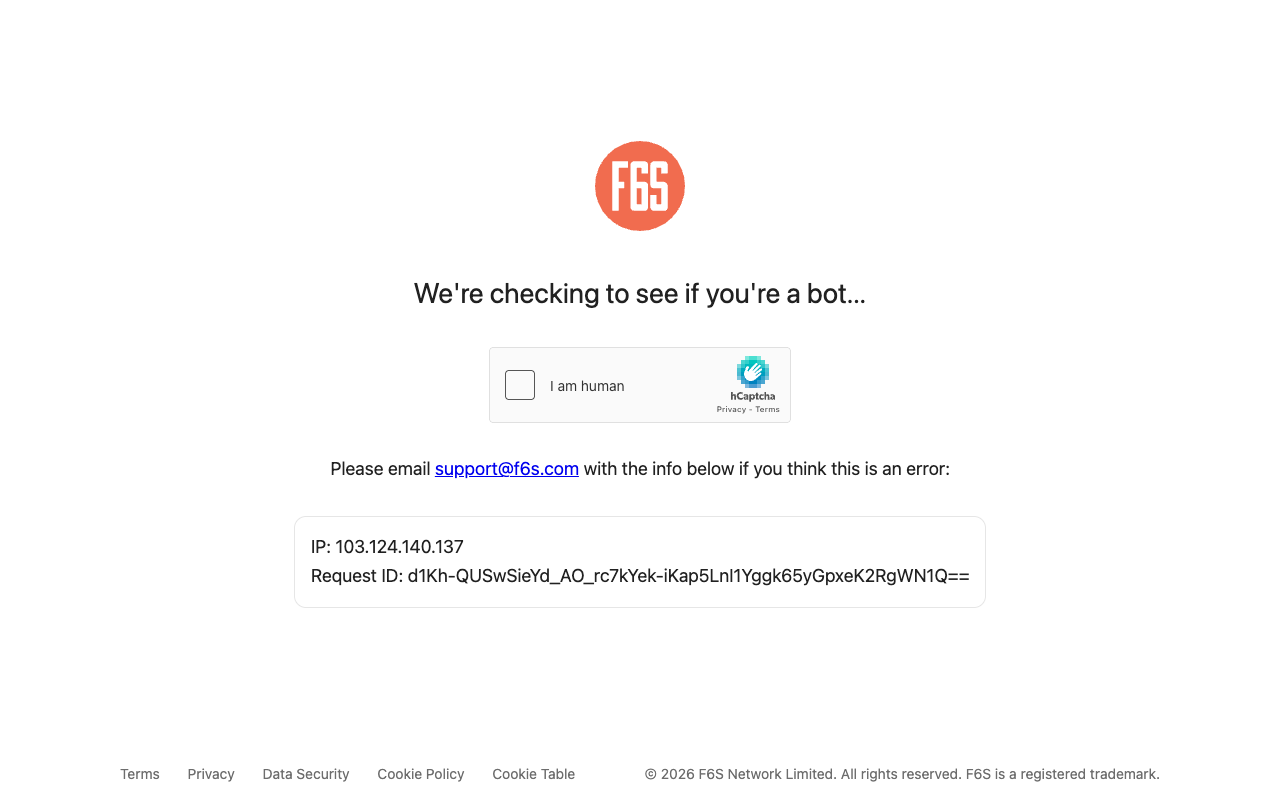 F6S
We're checking to see if you're a bot...
I am human
hCaptcha
Privacy - Terms
Please email support@f6s.com with the info below if you think this is an error:
IP: 103.124.140.137
Request ID: d1Kh-QUSwSieYd_AO_rc7kYek-iKap5Lnl1Yggk65yGpxeK2RgWN1Q==
Terms Privacy Data Security Cookie Policy Cookie Table © 2026 F6S Network Limited. All rights reserved. F6S is a registered trademark.